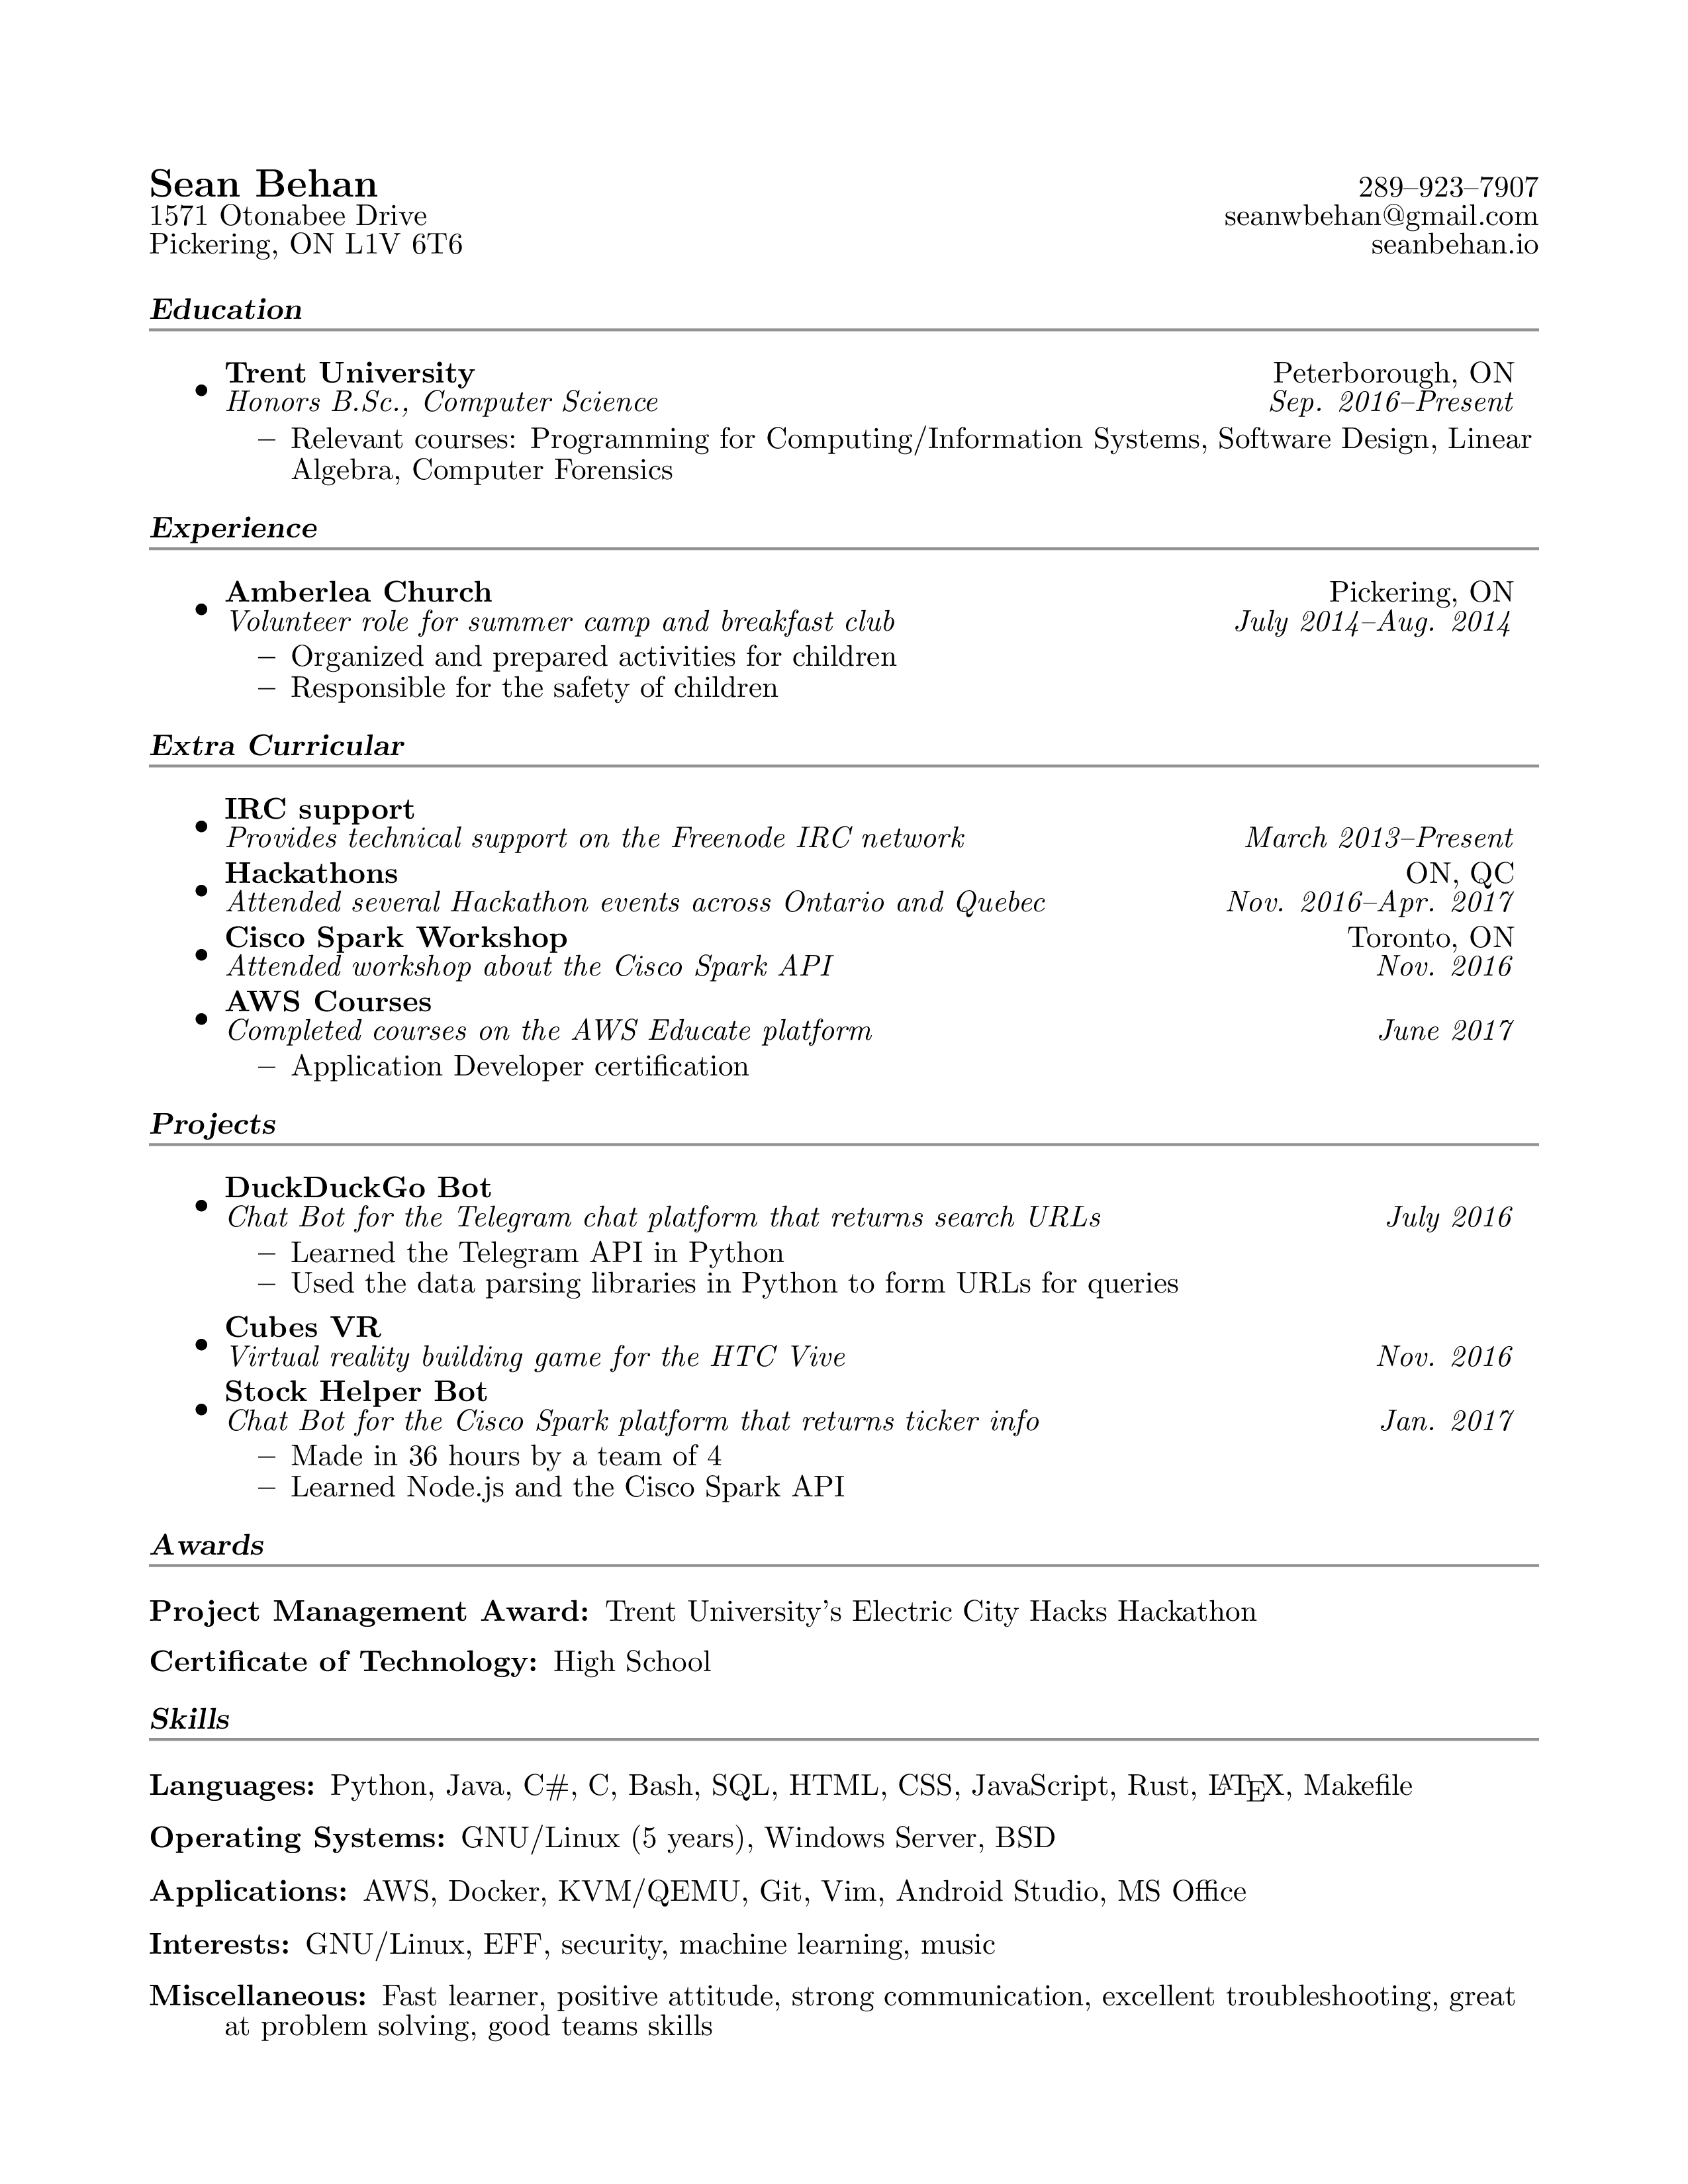 Sean Behan 289–923–7907
1571 Otonabee Drive seanwbehan@gmail.com
Pickering, ON L1V 6T6 seanbehan.io
Education
• Trent University Peterborough, ON
Honors B.Sc., Computer Science Sep. 2016–Present
– Relevant courses: Programming for Computing/Information Systems, Software Design, Linear
Algebra, Computer Forensics
Experience
• Amberlea Church Pickering, ON
Volunteer role for summer camp and breakfast club July 2014–Aug. 2014
– Organized and prepared activities for children
– Responsible for the safety of children
Extra Curricular
• IRC support
Provides technical support on the Freenode IRC network March 2013–Present
• Hackathons ON, QC
Attended several Hackathon events across Ontario and Quebec Nov. 2016–Apr. 2017
• Cisco Spark Workshop Toronto, ON
Attended workshop about the Cisco Spark API Nov. 2016
• AWS Courses
Completed courses on the AWS Educate platform June 2017
– Application Developer certification
Projects
• DuckDuckGo Bot
Chat Bot for the Telegram chat platform that returns search URLs July 2016
– Learned the Telegram API in Python
– Used the data parsing libraries in Python to form URLs for queries
• Cubes VR
Virtual reality building game for the HTC Vive Nov. 2016
• Stock Helper Bot
Chat Bot for the Cisco Spark platform that returns ticker info Jan. 2017
– Made in 36 hours by a team of 4
– Learned Node.js and the Cisco Spark API
Awards
Project Management Award: Trent University's Electric City Hacks Hackathon
Certificate of Technology: High School
Skills
Languages: Python, Java, C#, C, Bash, SQL, HTML, CSS, JavaScript, Rust, LATEX, Makefile
Operating Systems: GNU/Linux (5 years), Windows Server, BSD
Applications: AWS, Docker, KVM/QEMU, Git, Vim, Android Studio, MS Office
Interests: GNU/Linux, EFF, security, machine learning, music
Miscellaneous: Fast learner, positive attitude, strong communication, excellent troubleshooting, great
at problem solving, good teams skills